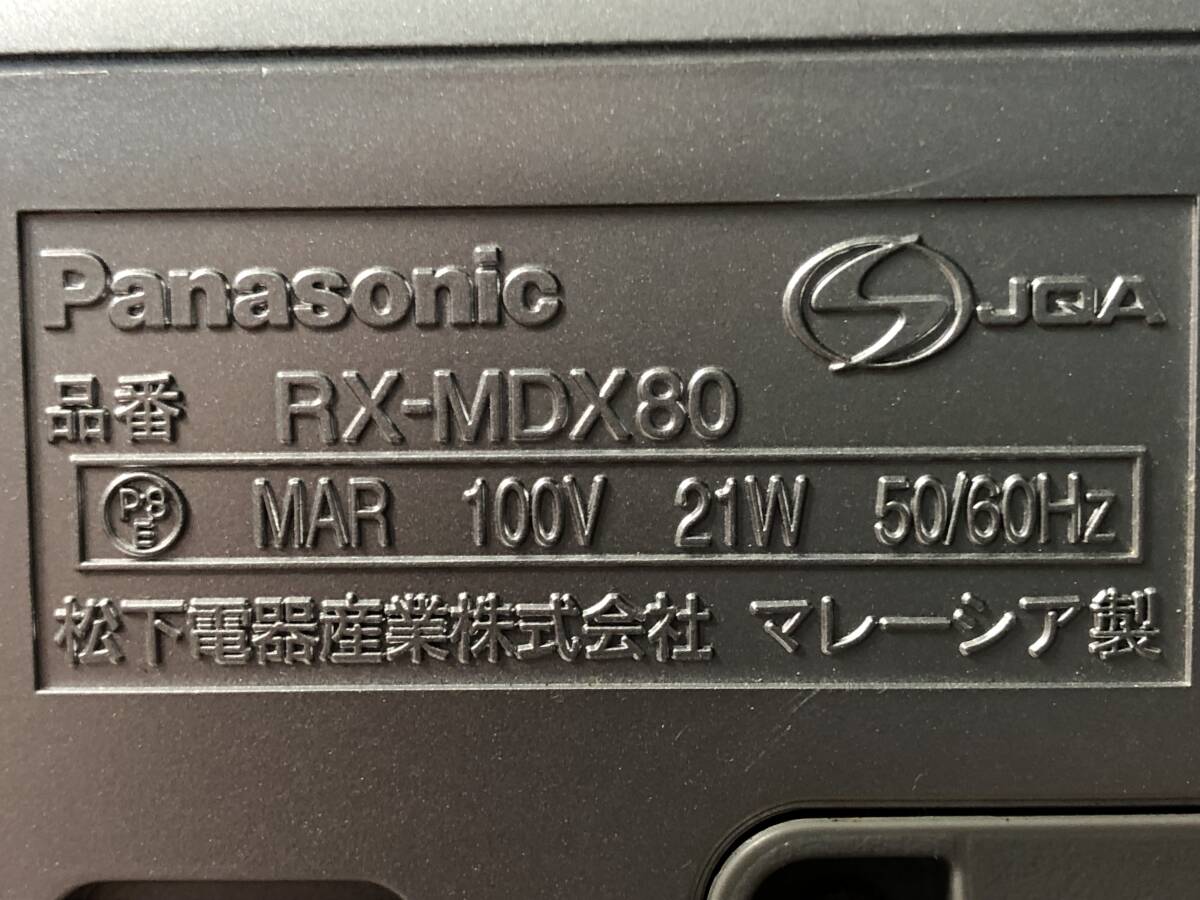 Panasonic
JQA
品番 RX-MDX80
PSE MAR 100V 21W 50/60Hz
松下電器産業株式会社 マレーシア製